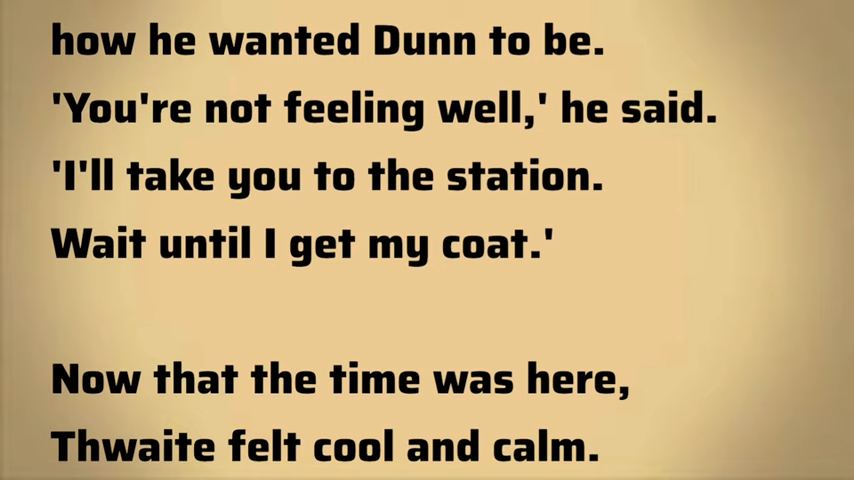 how he wanted Dunn to be.
'You're not feeling well,' he said.
'I'll take you to the station.
Wait until I get my coat.'
Now that the time was here,
Thwaite felt cool and calm.